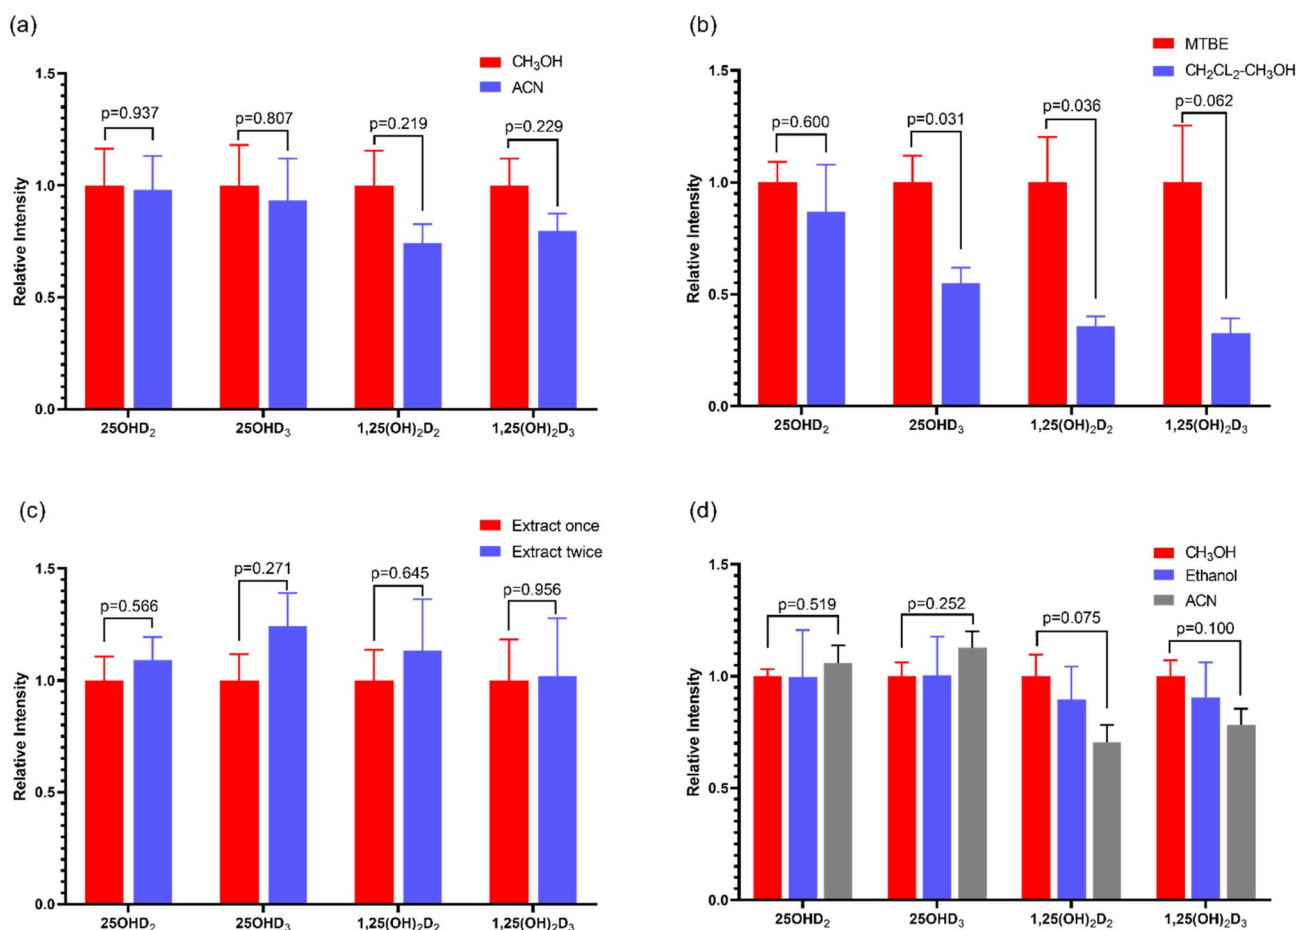 (a)
CH₃OH
ACN
Relative Intensity
1.5
1.0
0.5
0.0
p=0.937
p=0.807
p=0.219
p=0.229
25OHD₂
25OHD₃
1,25(OH)₂D₂
1,25(OH)₂D₃
(b)
MTBE
CH₂CL₂-CH₃OH
Relative Intensity
1.5
1.0
0.5
0.0
p=0.600
p=0.031
p=0.036
p=0.062
25OHD₂
25OHD₃
1,25(OH)₂D₂
1,25(OH)₂D₃
(c)
Extract once
Extract twice
Relative Intensity
1.5
1.0
0.5
0.0
p=0.566
p=0.271
p=0.645
p=0.956
25OHD₂
25OHD₃
1,25(OH)₂D₂
1,25(OH)₂D₃
(d)
CH₃OH
Ethanol
ACN
Relative Intensity
1.5
1.0
0.5
0.0
p=0.519
p=0.252
p=0.075
p=0.100
25OHD₂
25OHD₃
1,25(OH)₂D₂
1,25(OH)₂D₃